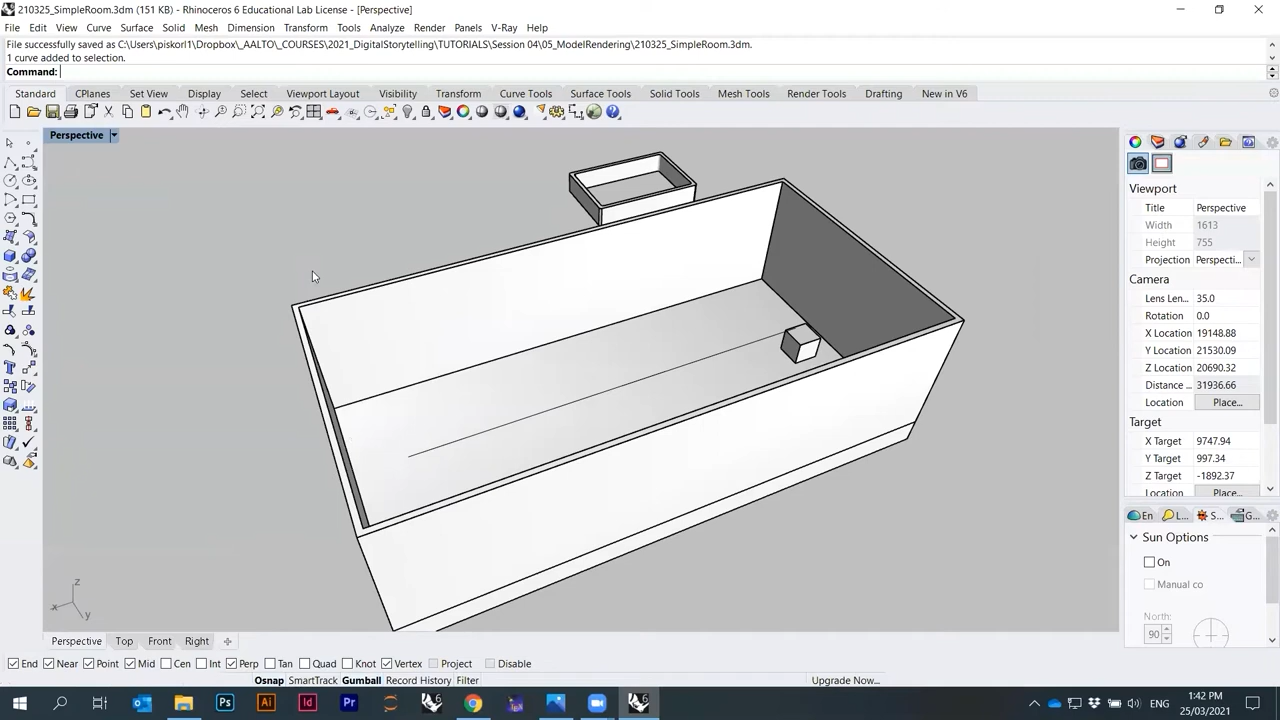 210325_SimpleRoom.3dm (151 KB) - Rhinoceros 6 Educational Lab License - [Perspective]
File Edit View Curve Surface Solid Mesh Dimension Transform Tools Analyze Render Panels V-Ray Help
File successfully saved as C:\Users\piskorl1\Dropbox\_AALTO\_COURSES\2021_DigitalStorytelling\TUTORIALS\Session 04\05_ModelRendering\210325_SimpleRoom.3dm.
1 curve added to selection.
Command:
Standard CPlanes Set View Display Select Viewport Layout Visibility Transform Curve Tools Surface Tools Solid Tools Mesh Tools Render Tools Drafting New in V6
Perspective
Viewport
Title Perspective
Width 1613
Height 755
Projection Perspecti...
Camera
Lens Len... 35.0
Rotation 0.0
X Location 19148.88
Y Location 21530.09
Z Location 20690.32
Distance ... 31936.66
Location Place...
Target
X Target 9747.94
Y Target 997.34
Z Target -1892.37
Location Place...
En L... S... G...
Sun Options
On
Manual co
North:
90
z
x
y
Perspective Top Front Right
End Near Point Mid Cen Int Perp Tan Quad Knot Vertex Project Disable
Osnap SmartTrack Gumball Record History Filter Upgrade Now...
Ps Ai Id Pr 6 6 ENG 1:42 PM
25/03/2021